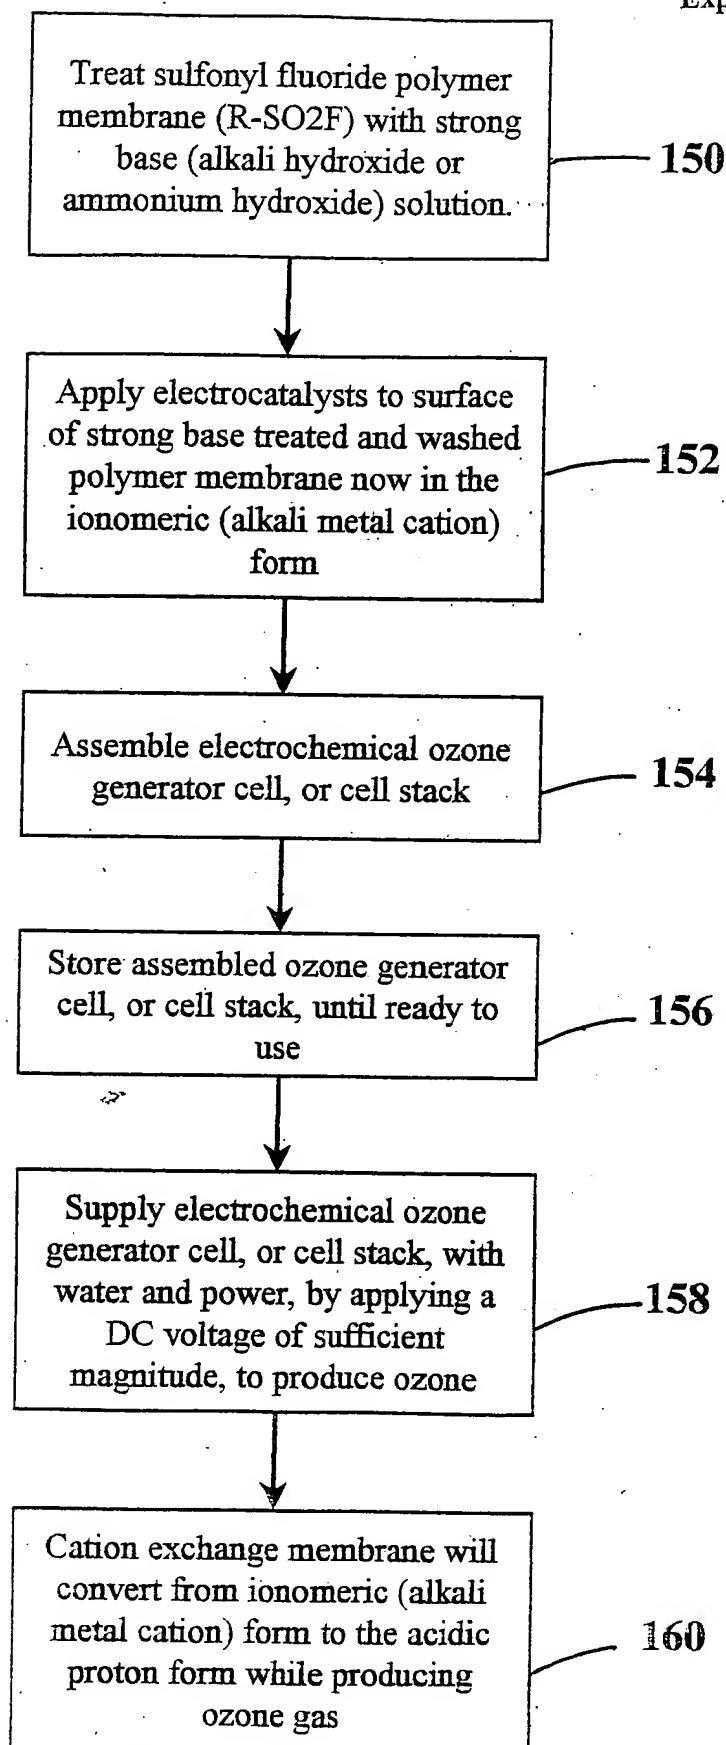 Exp
Treat sulfonyl fluoride polymer
membrane (R-SO2F) with strong
base (alkali hydroxide or
ammonium hydroxide) solution.
150
Apply electrocatalysts to surface
of strong base treated and washed
polymer membrane now in the
ionomeric (alkali metal cation)
form
152
Assemble electrochemical ozone
generator cell, or cell stack
154
Store assembled ozone generator
cell, or cell stack, until ready to
use
156
Supply electrochemical ozone
generator cell, or cell stack, with
water and power, by applying a
DC voltage of sufficient
magnitude, to produce ozone
158
Cation exchange membrane will
convert from ionomeric (alkali
metal cation) form to the acidic
proton form while producing
ozone gas
160